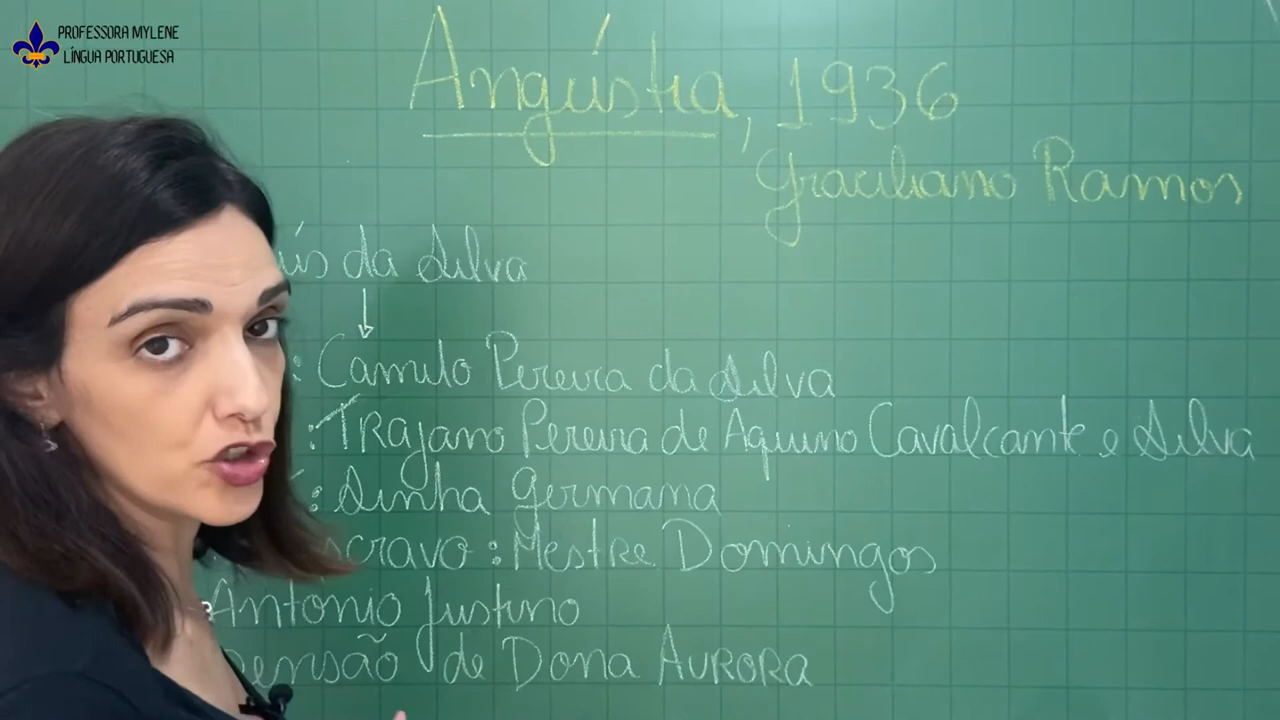 PROFESSORA MYLENE
LÍNGUA PORTUGUESA
Angústia, 1936
Graciliano Ramos
da Silva
: Camilo Pereira da Silva
: Trajano Pereira de Aquino Cavalcante e Silva
: Sinha Germana
: Mestre Domingos
Antonio Justino
pensão de Dona Aurora